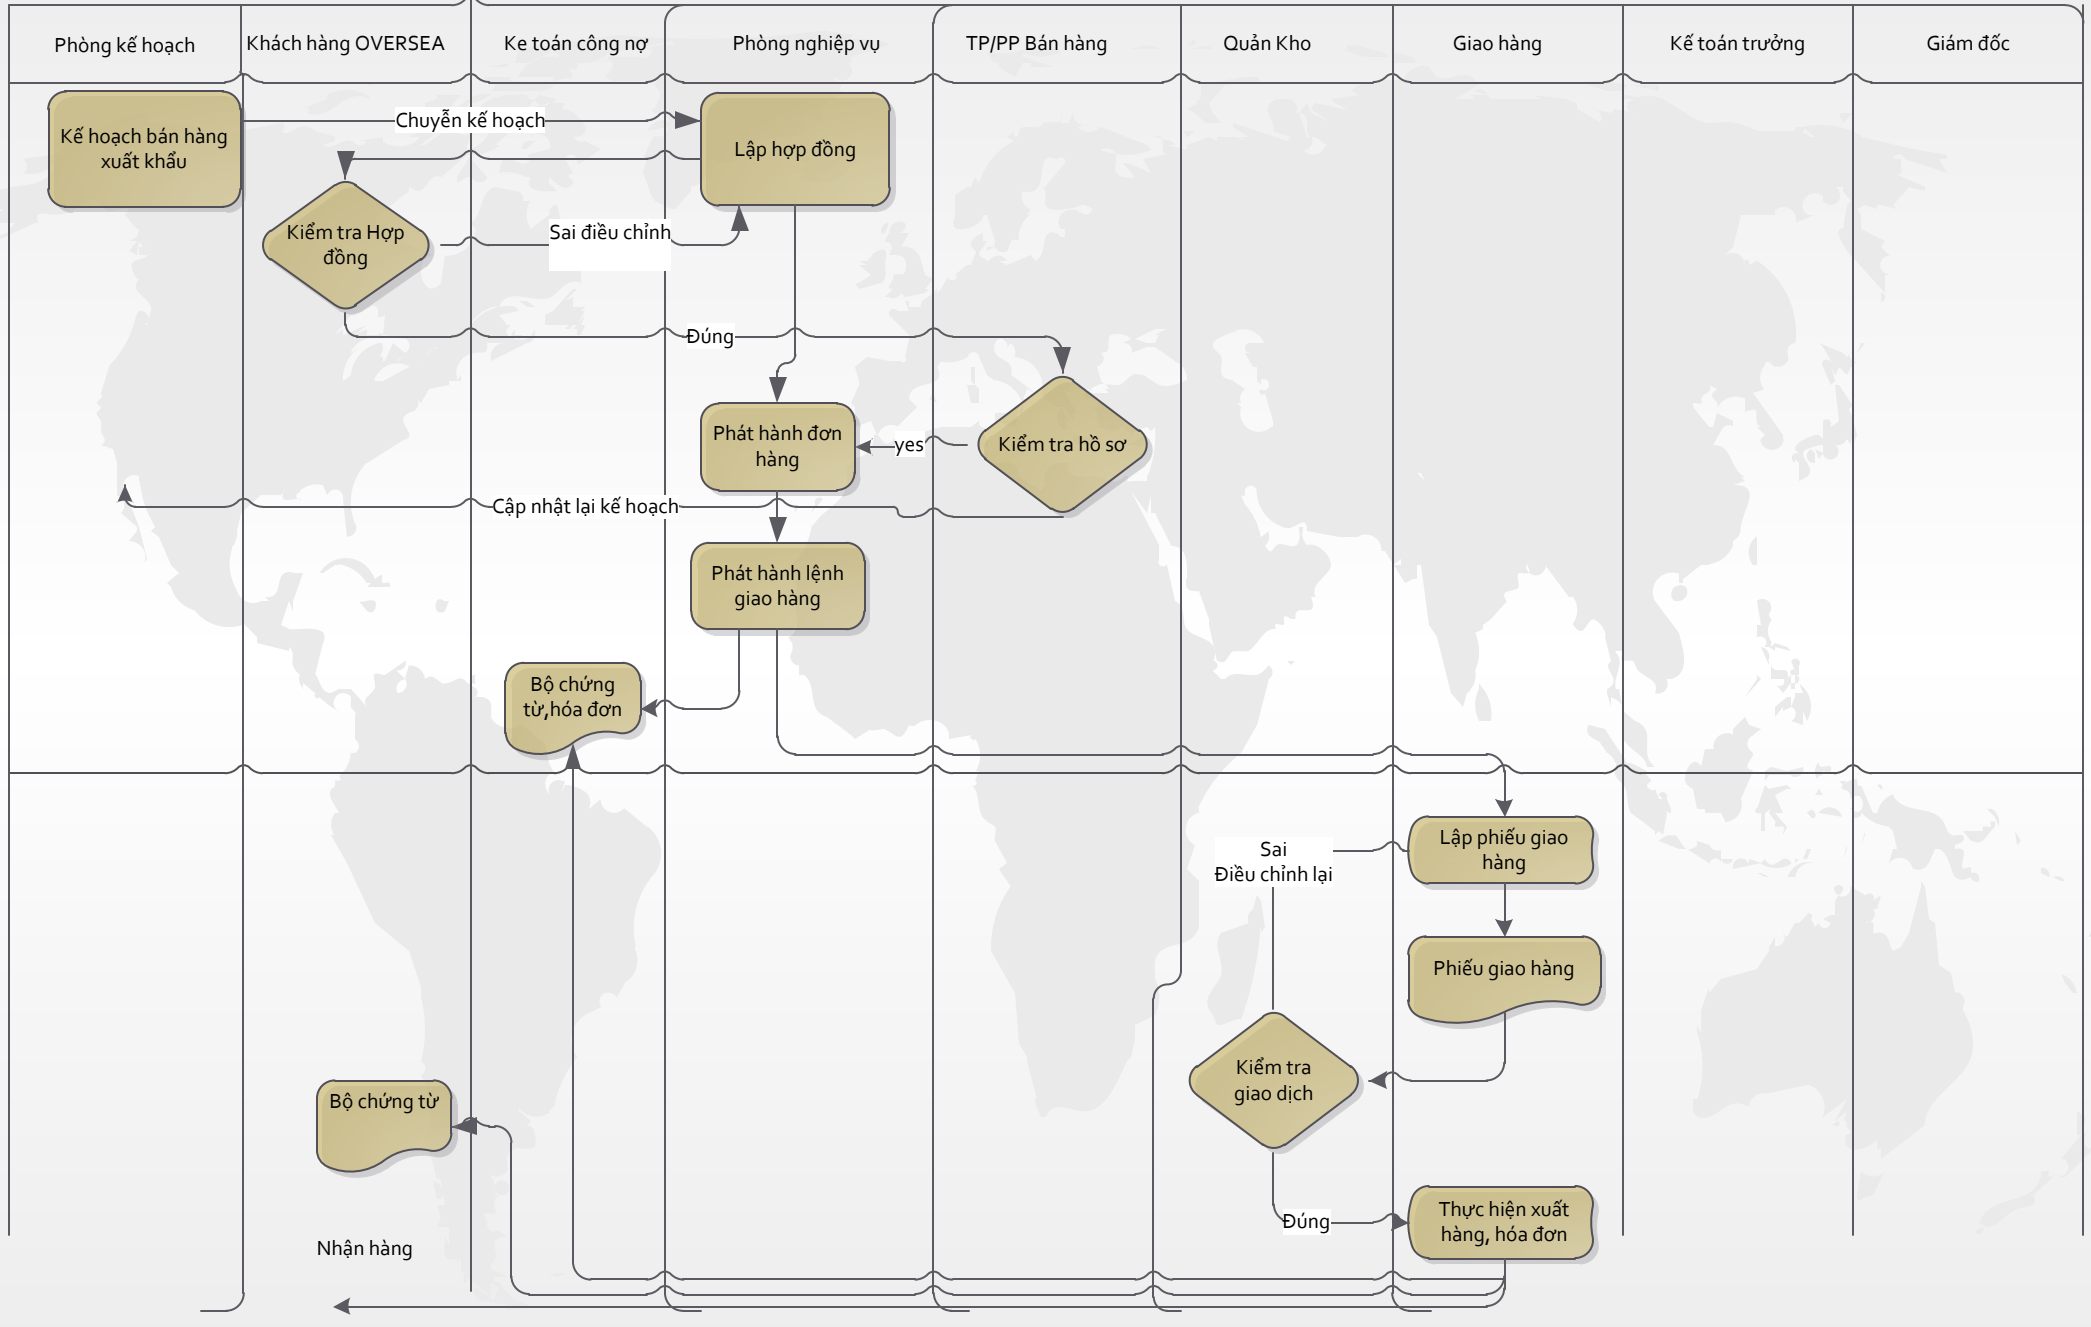 Phòng kế hoạch
Khách hàng OVERSEA
Ke toán công nợ
Phòng nghiệp vụ
TP/PP Bán hàng
Quản Kho
Giao hàng
Kế toán trưởng
Giám đốc
Kế hoạch bán hàng
xuất khẩu
Chuyễn kế hoạch
Lập hợp đồng
Kiểm tra Hợp
đồng
Sai điều chỉnh
Đúng
Phát hành đơn
hàng
yes
Kiểm tra hồ sơ
Cập nhật lại kế hoạch
Phát hành lệnh
giao hàng
Bộ chứng
từ,hóa đơn
Lập phiếu giao
hàng
Sai
Điều chỉnh lại
Phiếu giao hàng
Kiểm tra
giao dịch
Bộ chứng từ
Đúng
Thực hiện xuất
hàng, hóa đơn
Nhận hàng